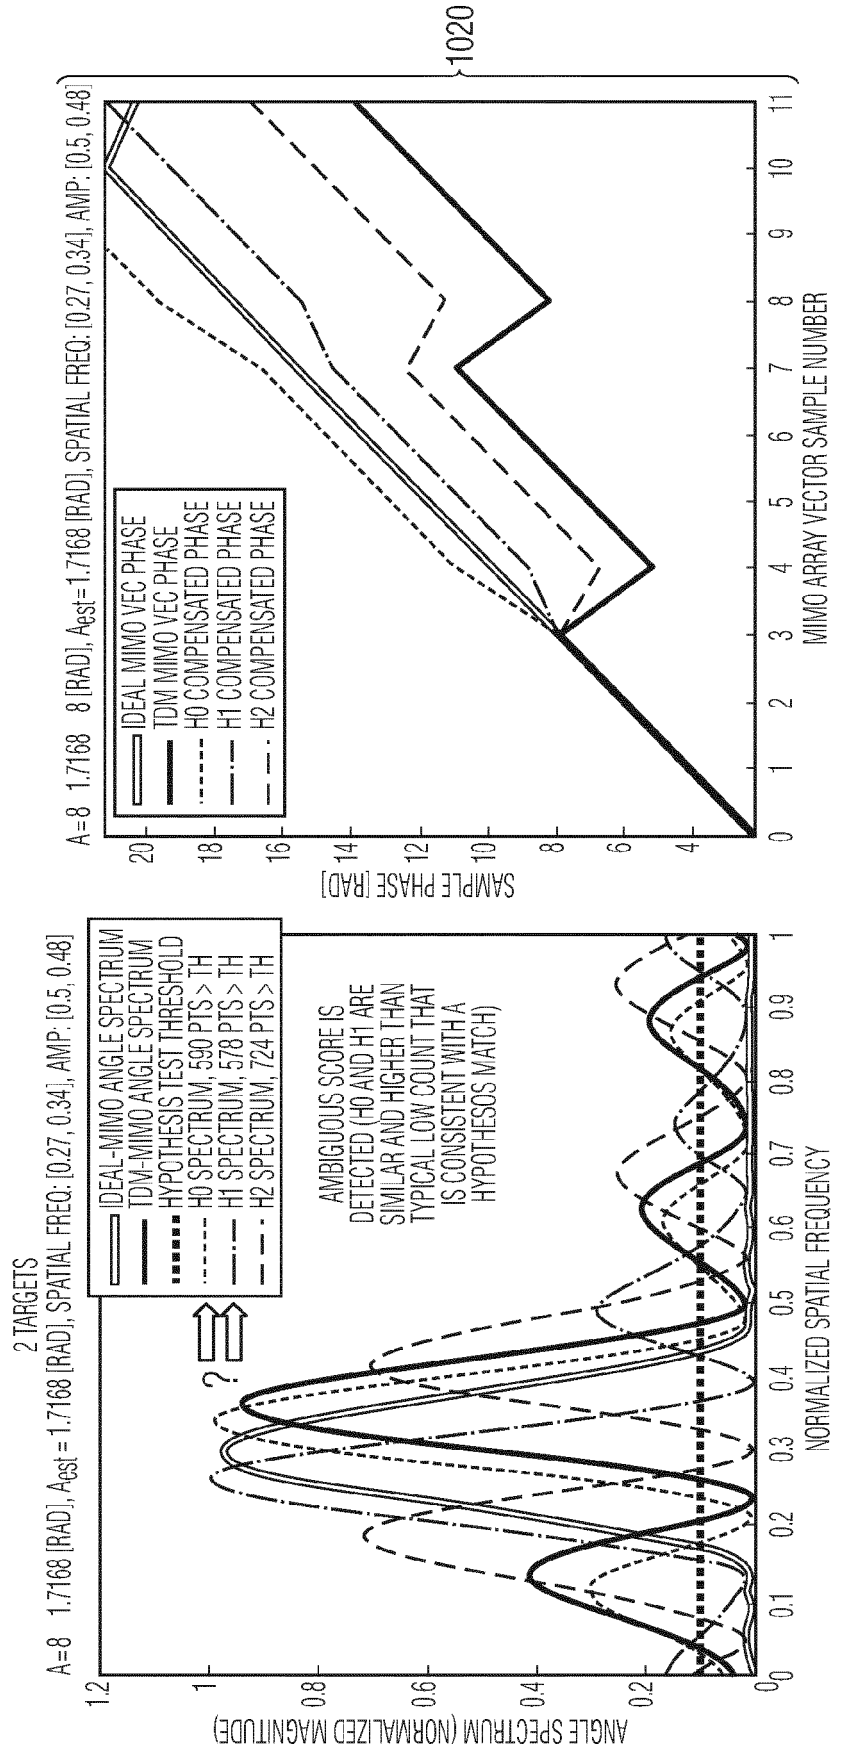 2 TARGETS
A=8 1.7168 [RAD], Aest = 1.7168 [RAD], SPATIAL FREQ: [0.27, 0.34], AMP: [0.5, 0.48]
IDEAL-MIMO ANGLE SPECTRUM
TDM-MIMO ANGLE SPECTRUM
HYPOTHESIS TEST THRESHOLD
H0 SPECTRUM, 590 PTS > TH
H1 SPECTRUM, 578 PTS > TH
H2 SPECTRUM, 724 PTS > TH
?
AMBIGUOUS SCORE IS
DETECTED (H0 AND H1 ARE
SIMILAR AND HIGHER THAN
TYPICAL LOW COUNT THAT
IS CONSISTENT WITH A
HYPOTHESOS MATCH)
ANGLE SPECTRUM (NORMALIZED MAGNITUDE)
1.2
1
0.8
0.6
0.4
0.2
0.0
0 0.1 0.2 0.3 0.4 0.5 0.6 0.7 0.8 0.9 1
NORMALIZED SPATIAL FREQUENCY
A=8 1.7168 8 [RAD], Aest=1.7168 [RAD], SPATIAL FREQ: [0.27, 0.34], AMP: [0.5, 0.48]
IDEAL MIMO VEC PHASE
TDM MIMO VEC PHASE
H0 COMPENSATED PHASE
H1 COMPENSATED PHASE
H2 COMPENSATED PHASE
SAMPLE PHASE [RAD]
20
18
16
14
12
10
8
6
4
0 1 2 3 4 5 6 7 8 9 10 11
MIMO ARRAY VECTOR SAMPLE NUMBER
1020